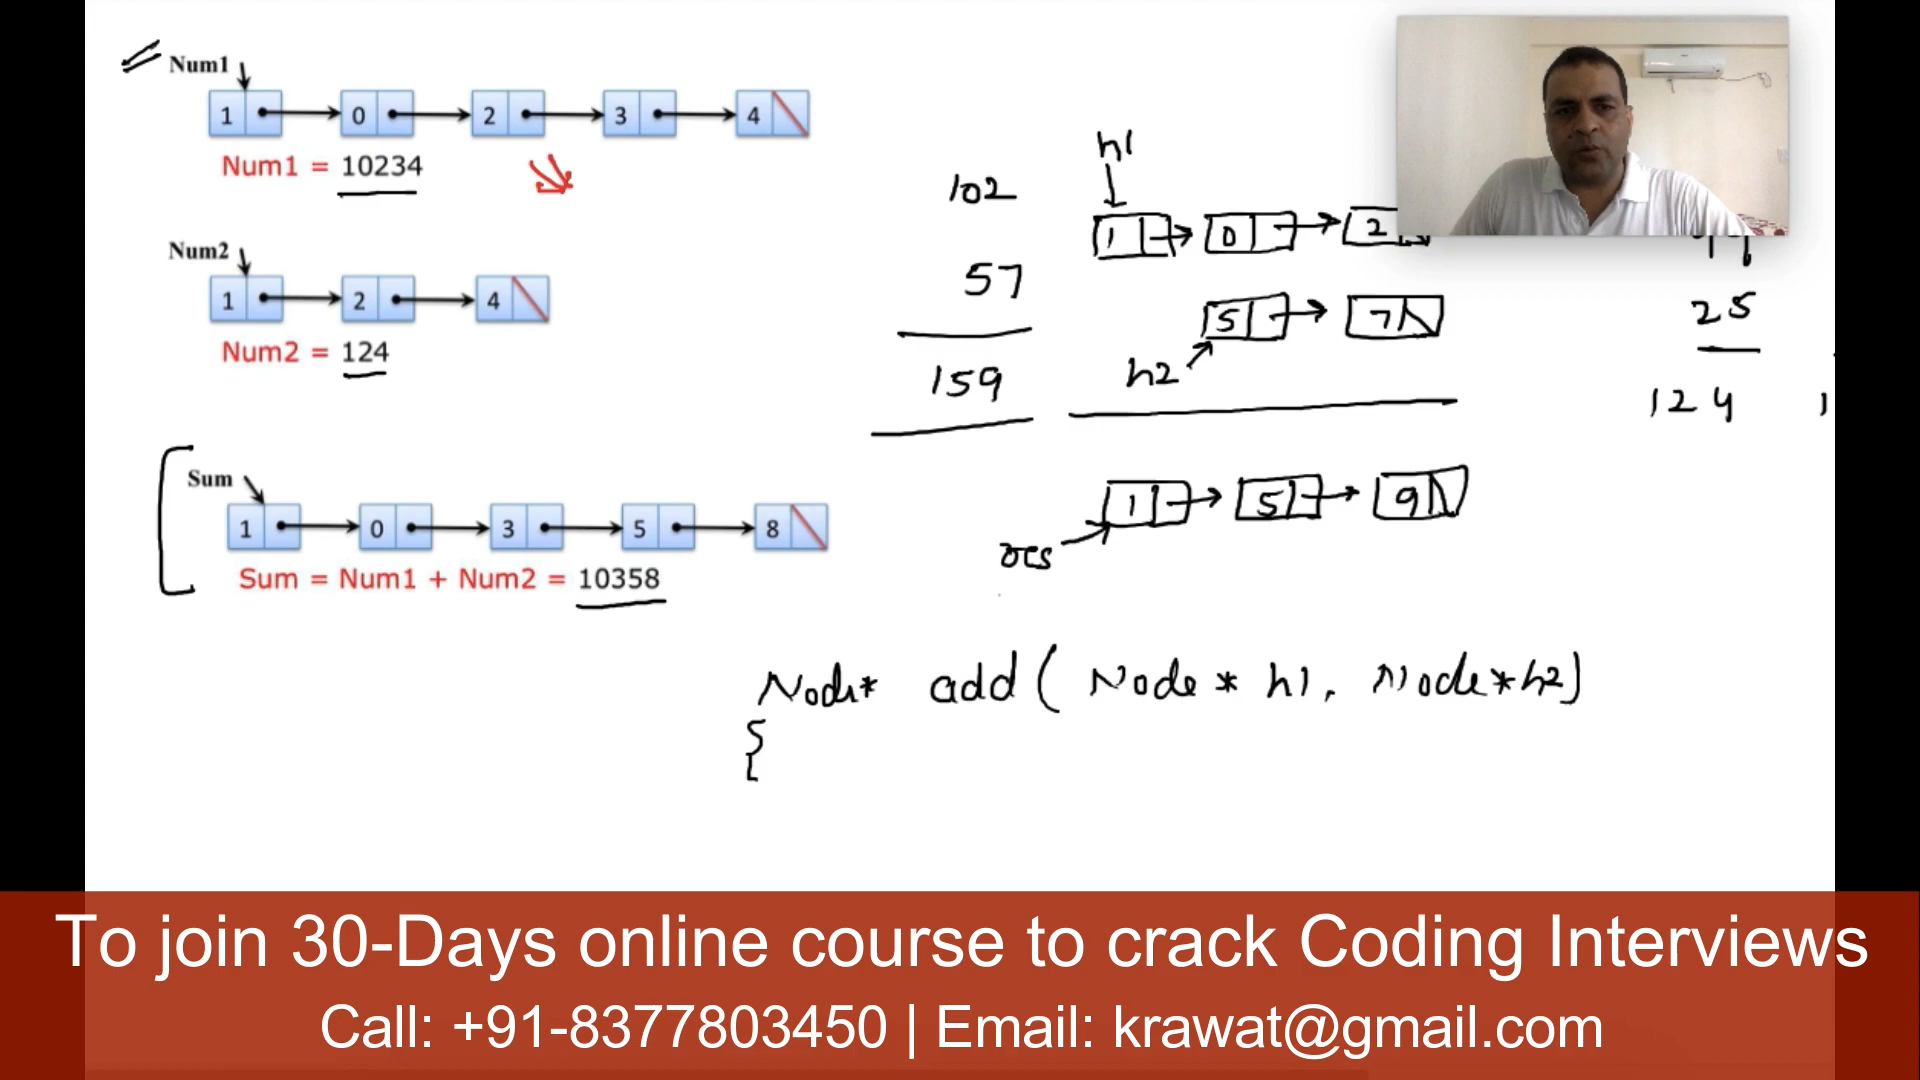 Num1
1 0 2 3 4
Num1 = 10234
Num2
1 2 4
Num2 = 124
Sum
1 0 3 5 8
Sum = Num1 + Num2 = 10358
102
57
159
h1
1 0 2
5 7
h2
1 5 9
res
25
124
1
Node* add( Node * h1, Node*h2)
{
To join 30-Days online course to crack Coding Interviews
Call: +91-8377803450 | Email: krawat@gmail.com